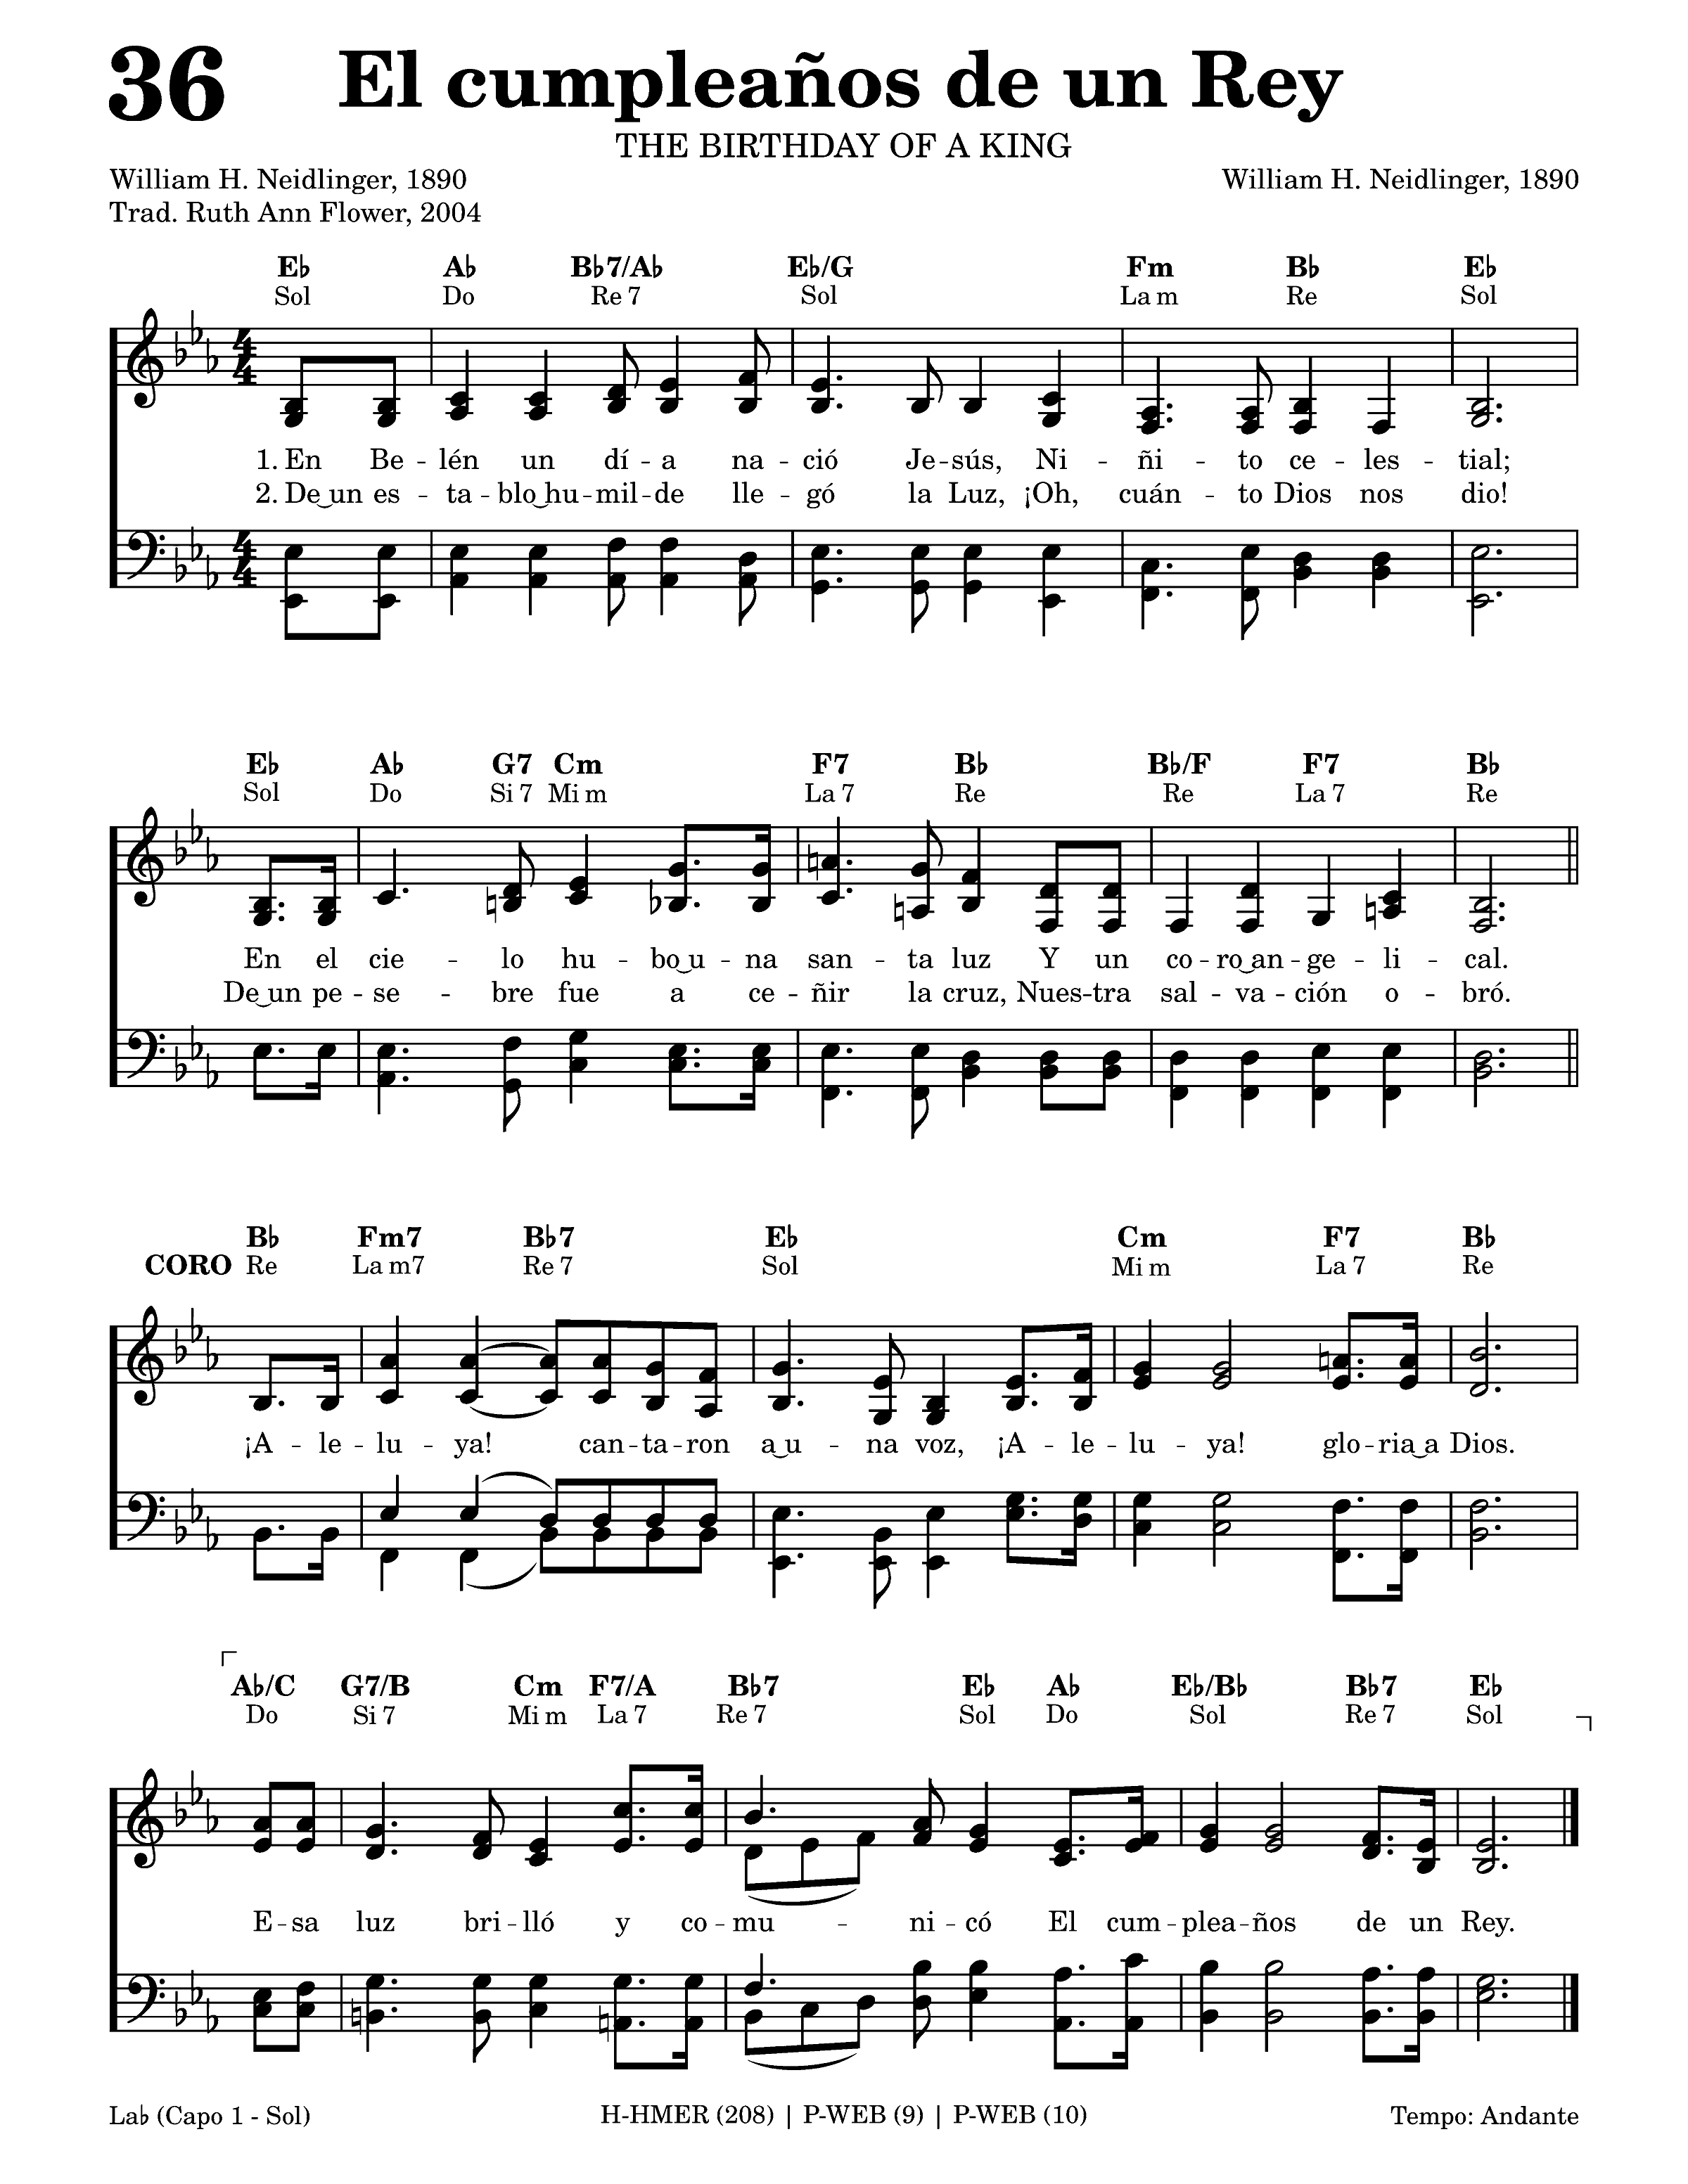 36 El cumpleaños de un Rey
THE BIRTHDAY OF A KING
William H. Neidlinger, 1890 William H. Neidlinger, 1890
Trad. Ruth Ann Flower, 2004
E♭ A♭ B♭7/A♭ E♭/G Fm B♭ E♭
Sol Do Re 7 Sol La m Re Sol
1. En Be – lén un dí – a na – ció Je – sús, Ni – ñi – to ce – les – tial;
2. De‿un es – ta – blo‿hu – mil – de lle – gó la Luz, ¡Oh, cuán – to Dios nos dio!
E♭ A♭ G7 Cm F7 B♭ B♭/F F7 B♭
Sol Do Si 7 Mi m La 7 Re Re La 7 Re
En el cie – lo hu – bo‿u – na san – ta luz Y un co – ro‿an – ge – li – cal.
De‿un pe – se – bre fue a ce – ñir la cruz, Nues – tra sal – va – ción o – bró.
B♭ Fm7 B♭7 E♭ Cm F7 B♭
CORO Re La m7 Re 7 Sol Mi m La 7 Re
¡A – le – lu – ya! can – ta – ron a‿u – na voz, ¡A – le – lu – ya! glo – ria‿a Dios.
A♭/C G7/B Cm F7/A B♭7 E♭ A♭ E♭/B♭ B♭7 E♭
Do Si 7 Mi m La 7 Re 7 Sol Do Sol Re 7 Sol
E – sa luz bri – lló y co – mu – ni – có El cum – plea – ños de un Rey.
La♭ (Capo 1 - Sol) H-HMER (208) | P-WEB (9) | P-WEB (10) Tempo: Andante